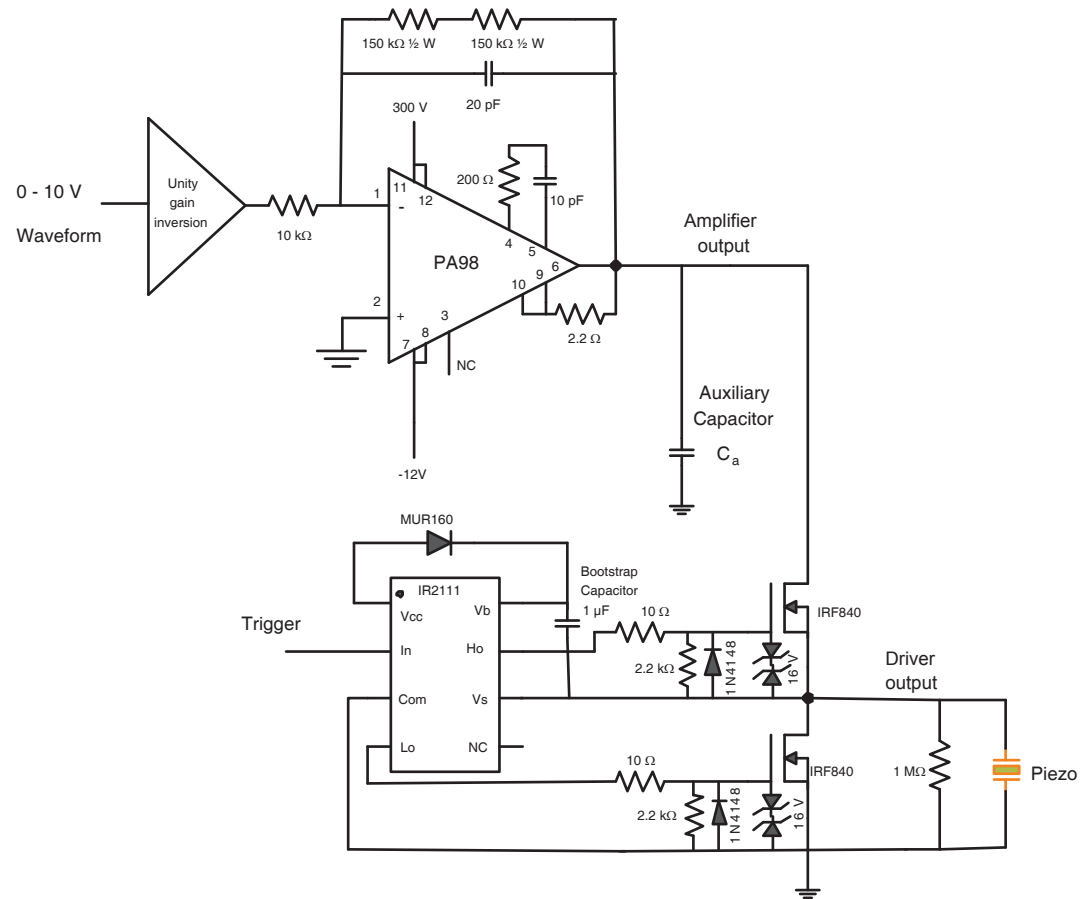 150 kΩ ½ W
150 kΩ ½ W
20 pF
300 V
0 - 10 V
Waveform
Unity
gain
inversion
10 kΩ
1
11
12
-
200 Ω
10 pF
4
5
6
PA98
9
10
2
+
3
8
7
NC
2.2 Ω
-12V
Amplifier
output
Auxiliary
Capacitor
Ca
MUR160
IR2111
Bootstrap
Capacitor
1 µF
Trigger
Vcc
Vb
In
Ho
Com
Vs
Lo
NC
10 Ω
2.2 kΩ
1N4148
16 V
IRF840
Driver
output
10 Ω
2.2 kΩ
1N4148
16 V
IRF840
1 MΩ
Piezo